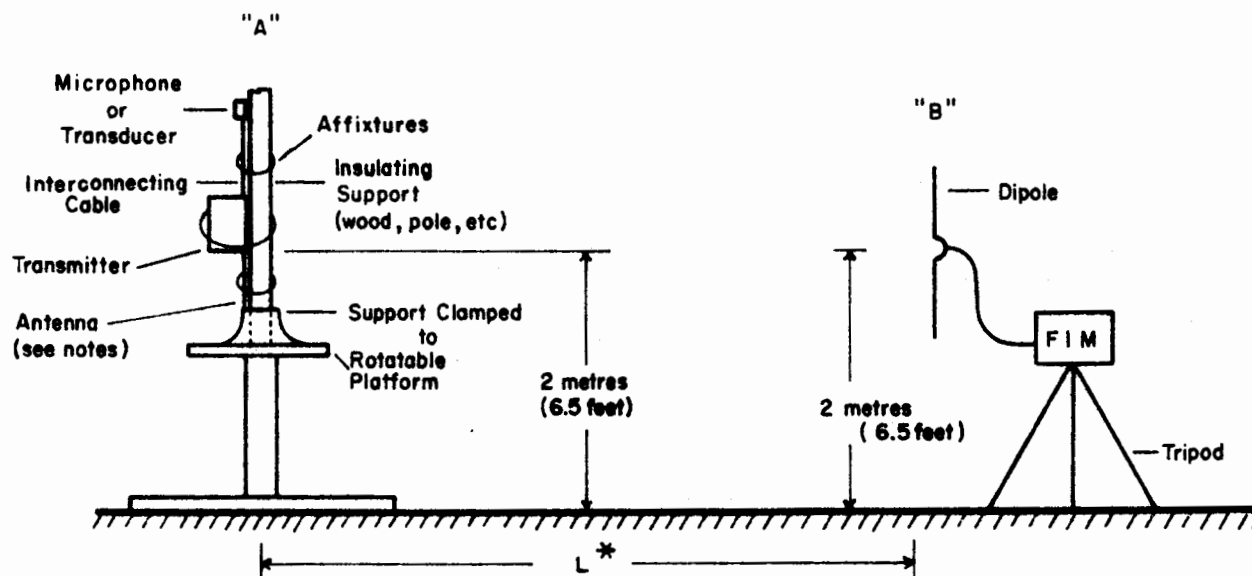 "A"
Microphone
or
Transducer
Affixtures
Interconnecting
Cable
Insulating
Support
(wood, pole, etc)
Transmitter
Antenna
(see notes)
Support Clamped
to
Rotatable
Platform
2 metres
(6.5 feet)
"B"
Dipole
FIM
2 metres
(6.5 feet)
Tripod
L *